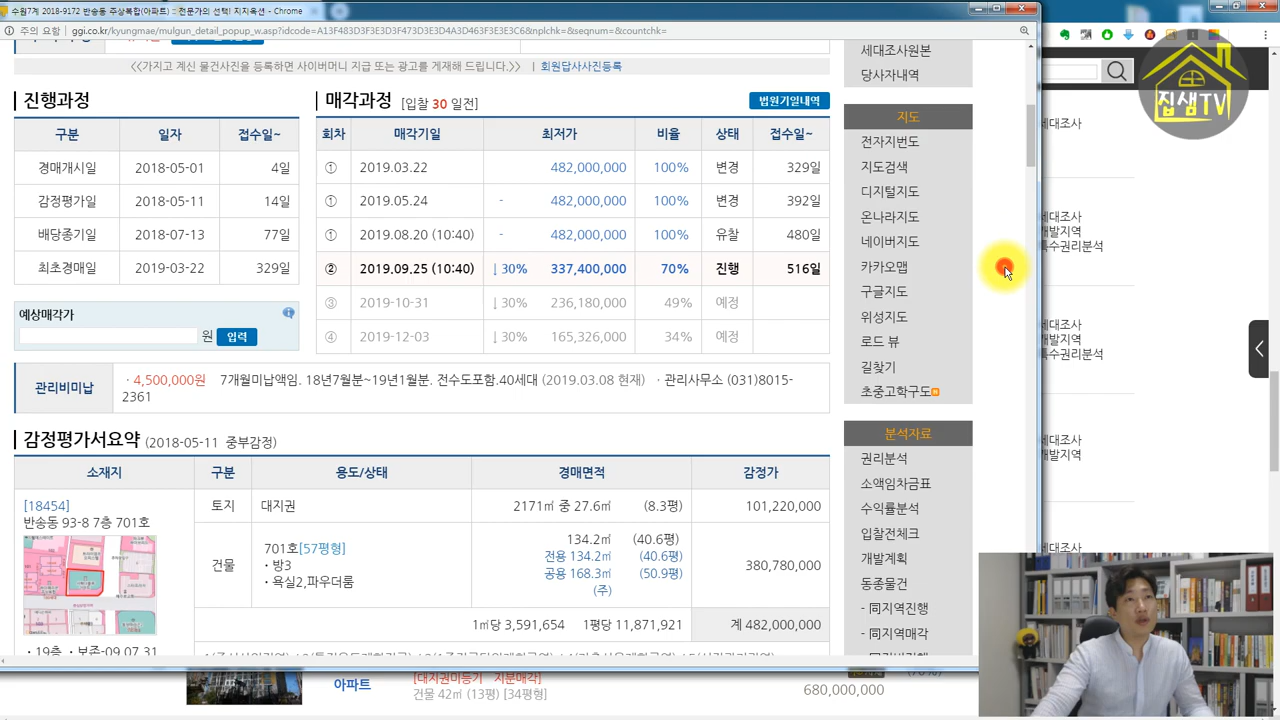 수원7계 2018-9172 반송동 주상복합(아파트) :: 전문가의 선택! 지지옥션 - Chrome
주의 요함 ggi.co.kr/kyungmae/mulgun_detail_popup_w.asp?idcode=A13F483D3F3E3D3F473D3E3D4A3D463F3E3E3C6&nplchk=&seqnum=&countchk=
<<가지고 계신 물건사진을 등록하면 사이버머니 지급 또는 광고를 게재해 드립니다>> | 회원답사사진등록
진행과정
구분 일자 접수일~
경매개시일 2018-05-01 4일
감정평가일 2018-05-11 14일
배당종기일 2018-07-13 77일
최초경매일 2019-03-22 329일
예상매각가
원 입력
매각과정 [입찰 30 일전] 법원기일내역
회차 매각기일 최저가 비율 상태 접수일~
① 2019.03.22 482,000,000 100% 변경 329일
① 2019.05.24 - 482,000,000 100% 변경 392일
① 2019.08.20 (10:40) - 482,000,000 100% 유찰 480일
② 2019.09.25 (10:40) ↓30% 337,400,000 70% 진행 516일
③ 2019-10-31 ↓30% 236,180,000 49% 예정
④ 2019-12-03 ↓30% 165,326,000 34% 예정
관리비미납 · 4,500,000원 7개월미납액임. 18년7월분~19년1월분. 전수도포함.40세대 (2019.03.08 현재) · 관리사무소 (031)8015-
2361
감정평가서요약 (2018-05-11 중부감정)
소재지 구분 용도/상태 경매면적 감정가
[18454]
반송동 93-8 7층 701호
토지 대지권 2171㎡ 중 27.6㎡ (8.3평) 101,220,000
건물 701호[57평형]
· 방3
· 욕실2,파우더룸
134.2㎡ (40.6평)
전용 134.2㎡ (40.6평)
공용 168.3㎡ (50.9평)
(주)
380,780,000
1㎡당 3,591,654 1평당 11,871,921 계 482,000,000
· 19층 · 보존-09.07.31
세대조사원본
당사자내역
지도
전자지번도
지도검색
디지털지도
온나라지도
네이버지도
카카오맵
구글지도
위성지도
로드 뷰
길찾기
초중고학구도
분석자료
권리분석
소액임차금표
수익률분석
입찰전체크
개발계획
동종물건
- 同지역진행
- 同지역매각
집샘TV
세대조사
세대조사
개발지역
특수권리분석
세대조사
개발지역
특수권리분석
세대조사
개발지역
세대조사
아파트 [대지권미등기 지분매각]
건물 42㎡ (13평) [34평형]
680,000,000
(70%)